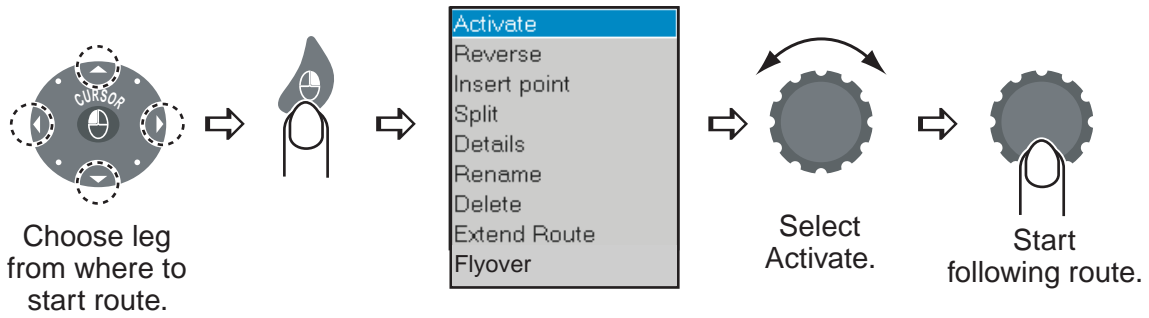 CURSOR
Choose leg
from where to
start route.
Activate
Reverse
Insert point
Split
Details
Rename
Delete
Extend Route
Flyover
Select
Activate.
Start
following route.